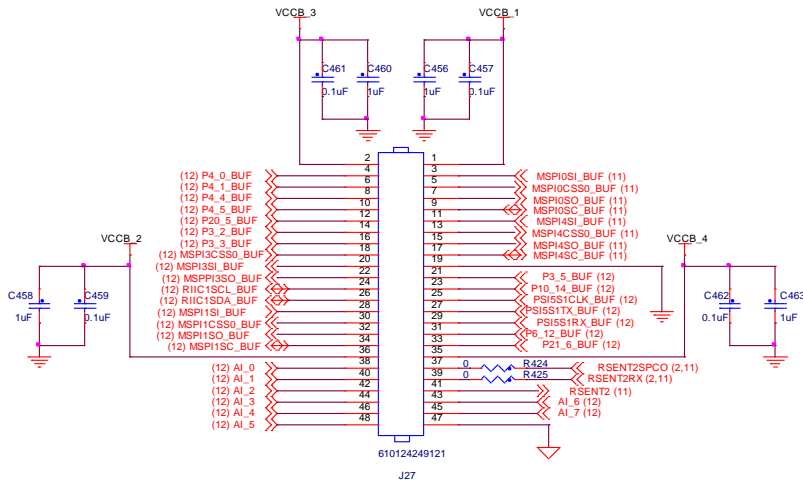 VCCB_3
VCCB_1
C461
0.1uF
C460
1uF
C456
1uF
C457
0.1uF
2
1
(12) P4_0_BUF
4
3
MSPI0SI_BUF (11)
(12) P4_1_BUF
6
5
MSPI0CSS0_BUF (11)
(12) P4_4_BUF
8
7
MSPI0SO_BUF (11)
(12) P4_5_BUF
10
9
MSPI0SC_BUF (11)
(12) P20_5_BUF
12
11
MSPI4SI_BUF (11)
(12) P3_2_BUF
14
13
MSPI4CSS0_BUF (11)
(12) P3_3_BUF
16
15
MSPI4SO_BUF (11)
(12) MSPI3CSS0_BUF
18
17
MSPI4SC_BUF (11)
(12) MSPI3SI_BUF
20
19
(12) MSPPI3SO_BUF
22
21
P3_5_BUF (12)
(12) RIIC1SCL_BUF
24
23
P10_14_BUF (12)
(12) RIIC1SDA_BUF
26
25
PSI5S1CLK_BUF (12)
(12) MSPI1SI_BUF
28
27
PSI5S1TX_BUF (12)
(12) MSPI1CSS0_BUF
30
29
PSI5S1RX_BUF (12)
(12) MSPI1SO_BUF
32
31
P6_12_BUF (12)
(12) MSPI1SC_BUF
34
33
P21_6_BUF (12)
36
35
(12) AI_0
38
37
0
R424
RSENT2SPCO (2,11)
(12) AI_1
40
39
0
R425
RSENT2RX (2,11)
(12) AI_2
42
41
RSENT2 (11)
(12) AI_3
44
43
AI_6 (12)
(12) AI_4
46
45
AI_7 (12)
(12) AI_5
48
47
VCCB_2
C458
1uF
C459
0.1uF
VCCB_4
C462
0.1uF
C463
1uF
610124249121
J27